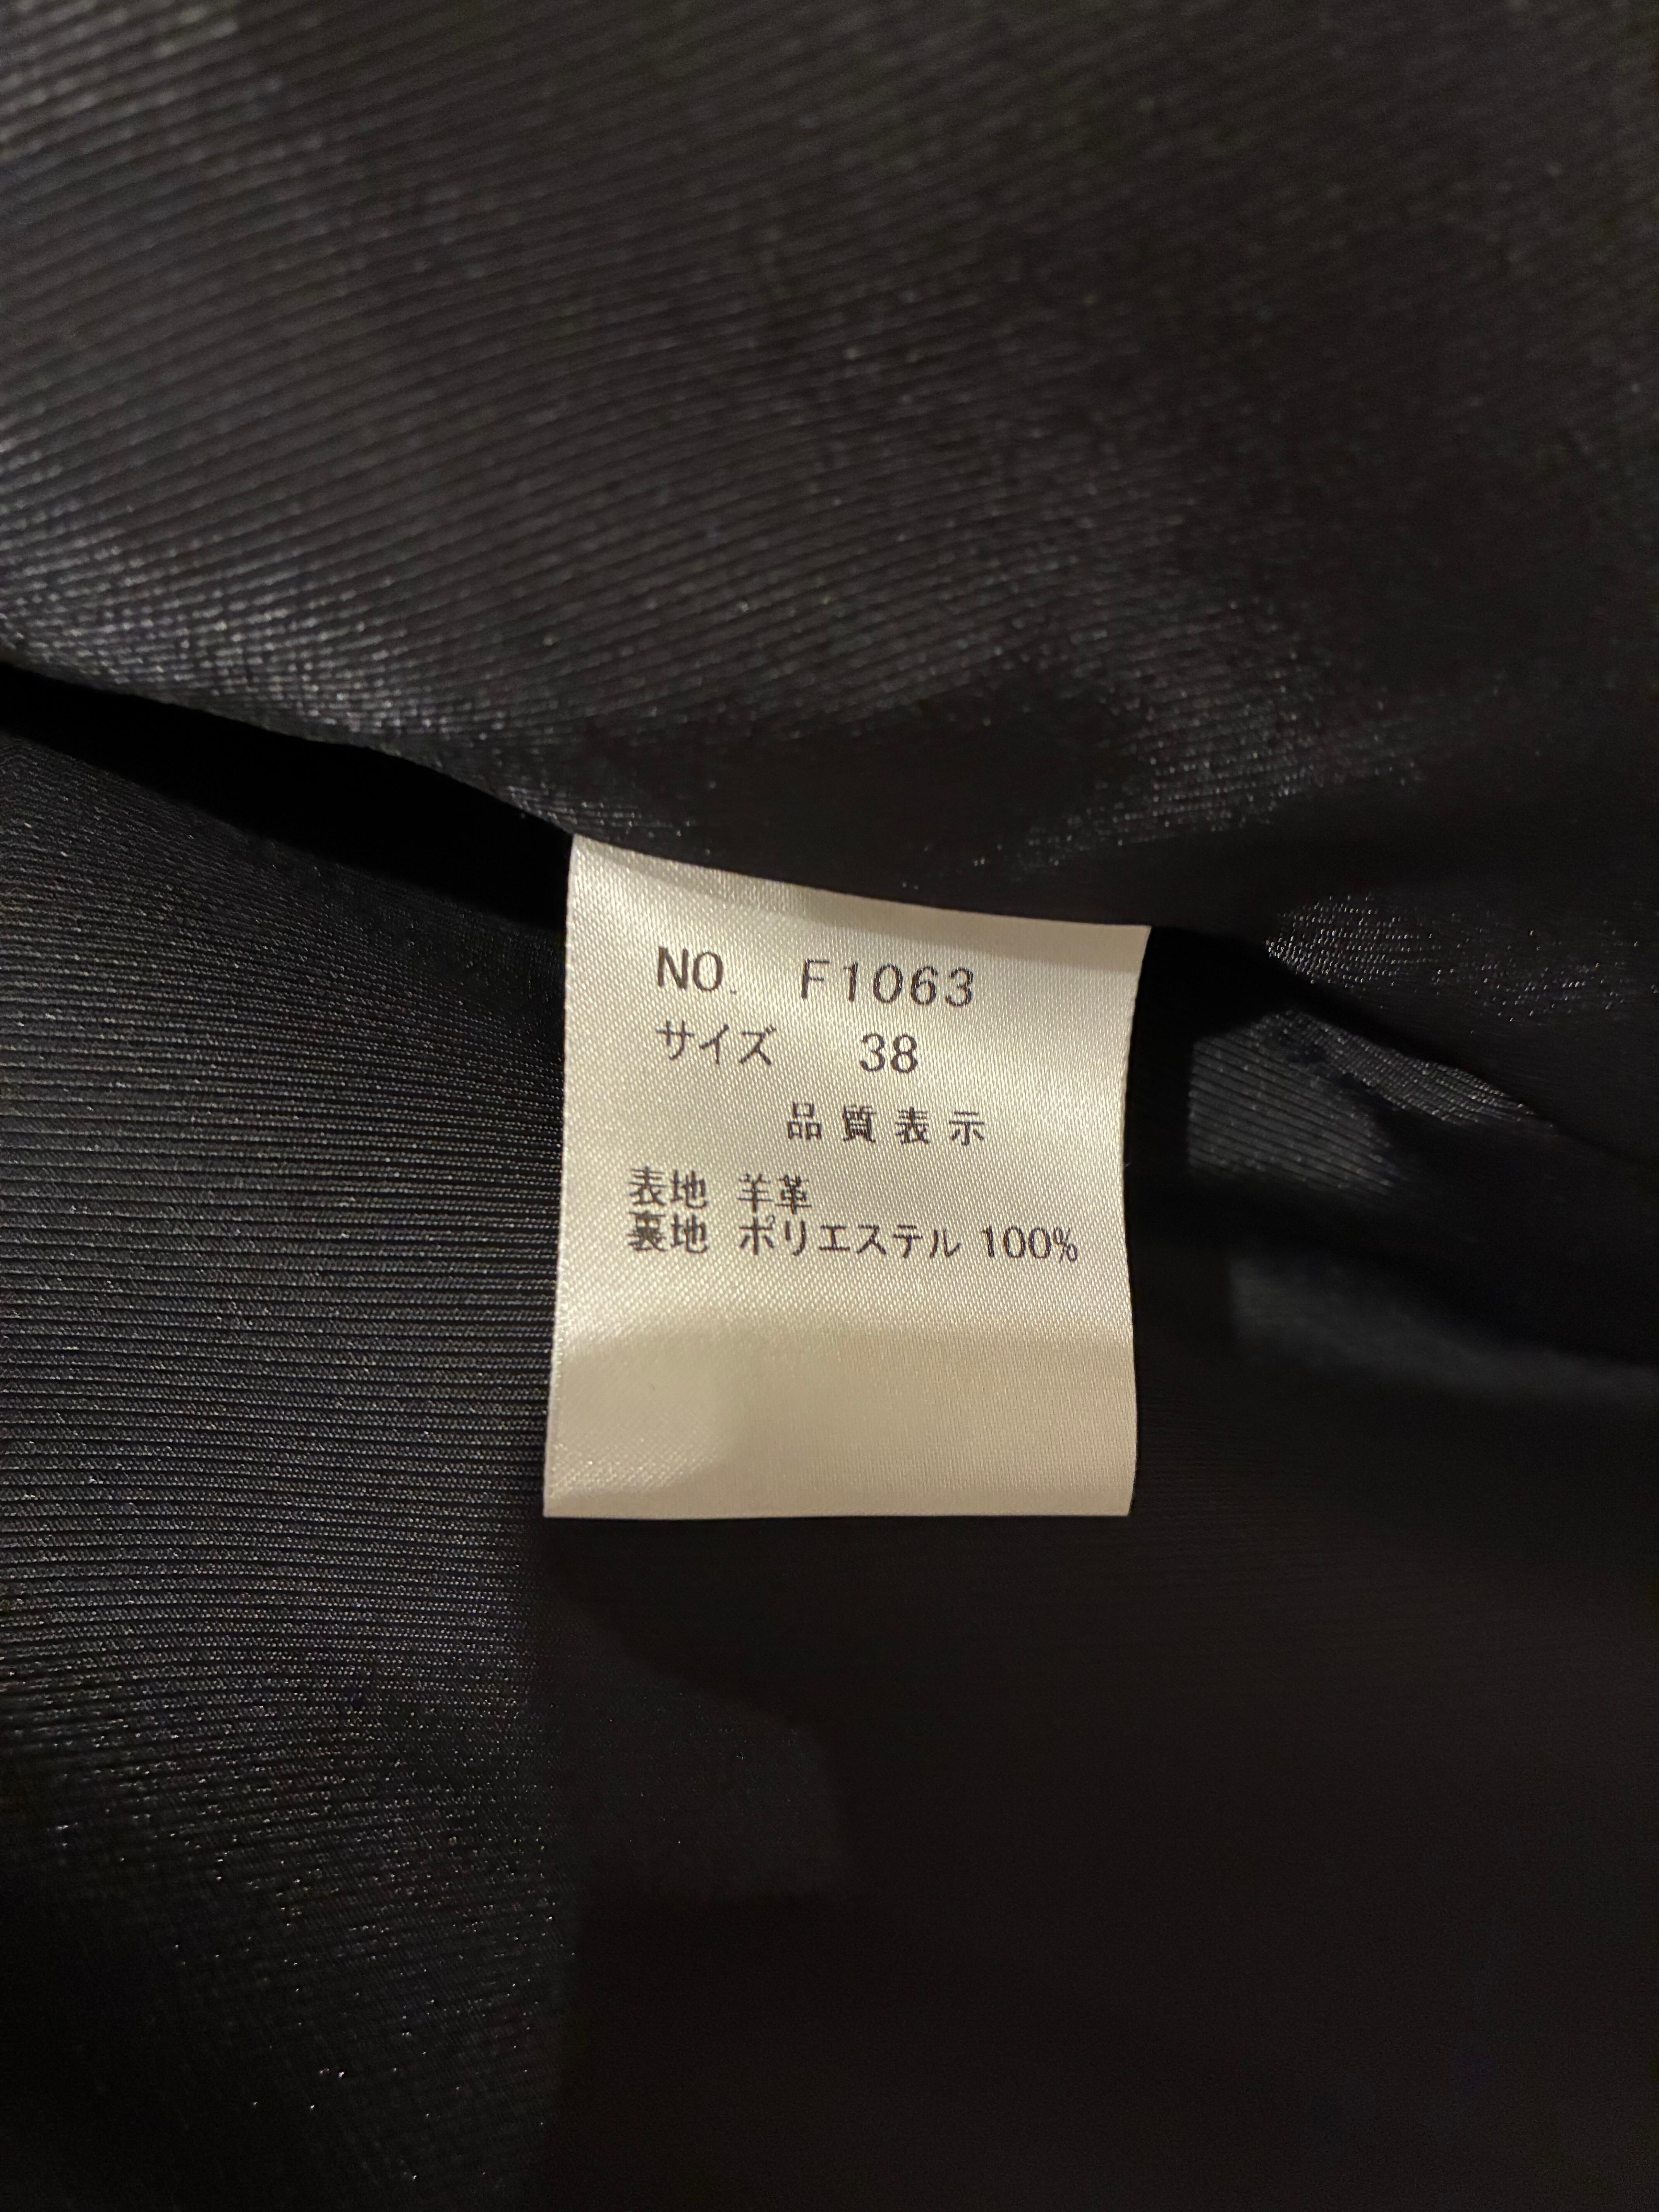 NO. F1063
サイズ 38
品質表示
表地 羊革
裏地 ポリエステル 100%